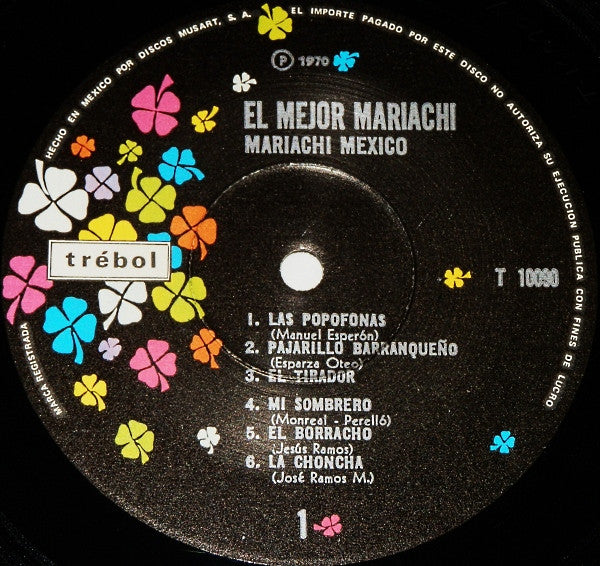 HECHO EN MEXICO POR DISCOS MUSART, S. A. EL IMPORTE PAGADO POR ESTE DISCO NO AUTORIZA SU EJECUCION PUBLICA CON FINES DE LUCRO
MARCA REGISTRADA
Ⓟ 1970
EL MEJOR MARIACHI
MARIACHI MEXICO
trébol
T 10090
1. LAS POPOFONAS
(Manuel Esperón)
2. PAJARILLO BARRANQUEÑO
(Esparza Oteo)
3. EL TIRADOR
4. MI SOMBRERO
(Monreal - Perelló)
5. EL BORRACHO
(Jesús Ramos)
6. LA CHONCHA
(José Ramos M.)
1